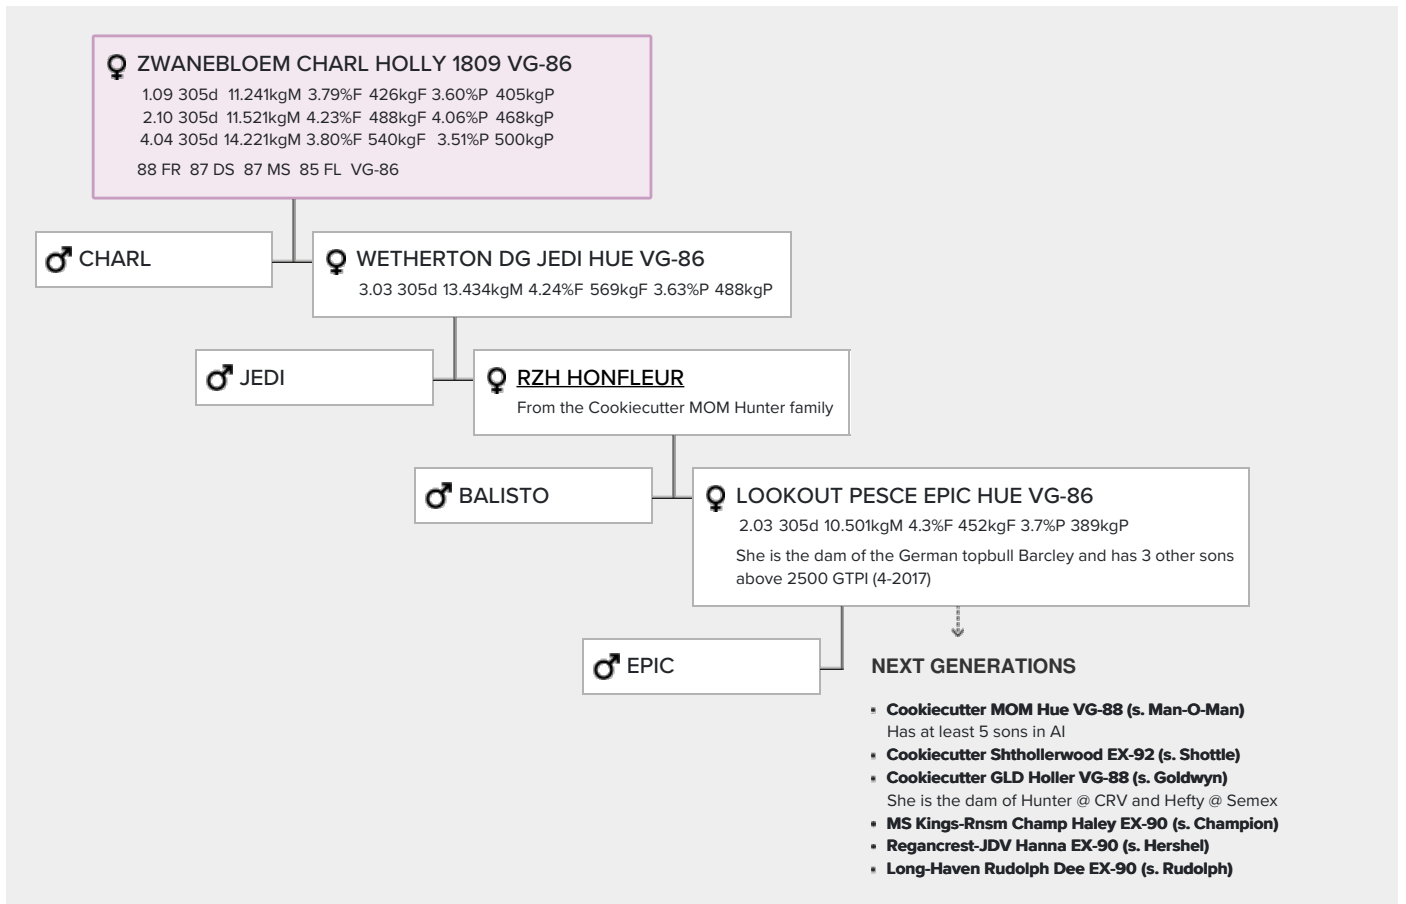 ZWANEBLOEM CHARL HOLLY 1809 VG-86
1.09 305d 11.241kgM 3.79%F 426kgF 3.60%P 405kgP
2.10 305d 11.521kgM 4.23%F 488kgF 4.06%P 468kgP
4.04 305d 14.221kgM 3.80%F 540kgF 3.51%P 500kgP
88 FR 87 DS 87 MS 85 FL VG-86
CHARL
WETHERTON DG JEDI HUE VG-86
3.03 305d 13.434kgM 4.24%F 569kgF 3.63%P 488kgP
JEDI
RZH HONFLEUR
From the Cookiecutter MOM Hunter family
BALISTO
LOOKOUT PESCE EPIC HUE VG-86
2.03 305d 10.501kgM 4.3%F 452kgF 3.7%P 389kgP
She is the dam of the German topbull Barcley and has 3 other sons
above 2500 GTPI (4-2017)
EPIC
NEXT GENERATIONS
Cookiecutter MOM Hue VG-88 (s. Man-O-Man)
Has at least 5 sons in AI
Cookiecutter Shthollerwood EX-92 (s. Shottle)
Cookiecutter GLD Holler VG-88 (s. Goldwyn)
She is the dam of Hunter @ CRV and Hefty @ Semex
MS Kings-Rnsm Champ Haley EX-90 (s. Champion)
Regancrest-JDV Hanna EX-90 (s. Hershel)
Long-Haven Rudolph Dee EX-90 (s. Rudolph)